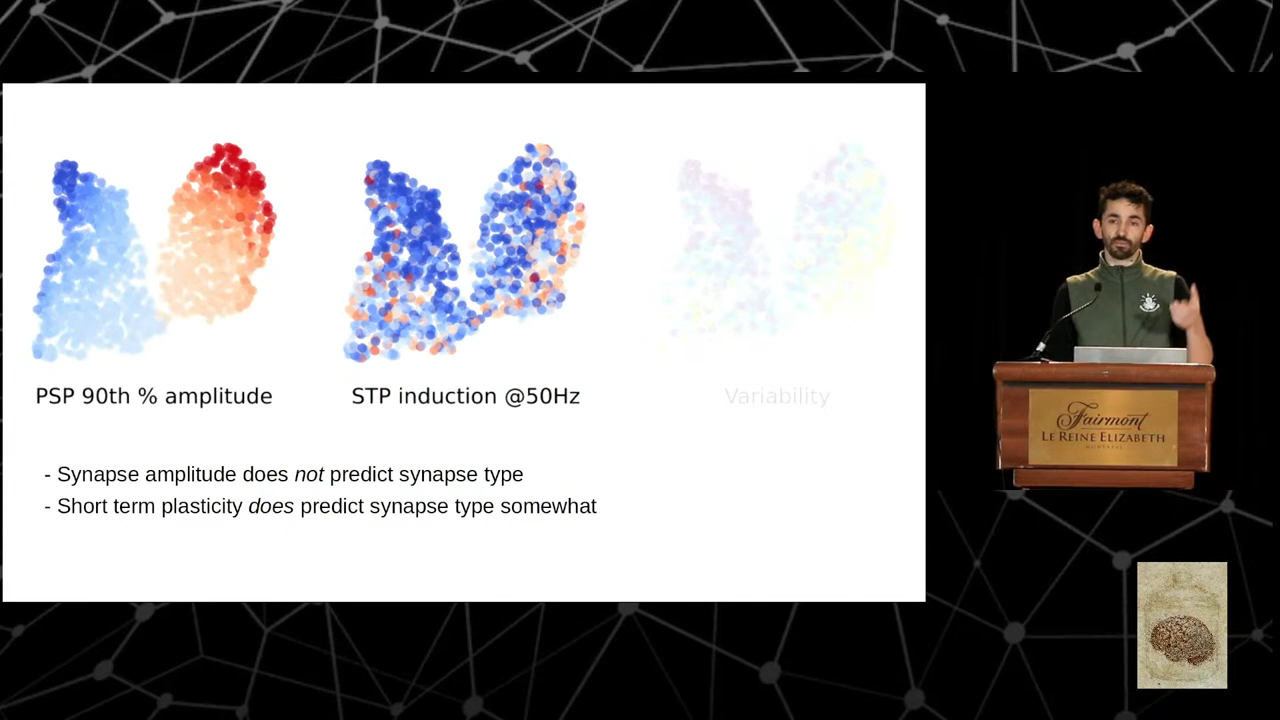 PSP 90th % amplitude
STP induction @50Hz
Variability
- Synapse amplitude does not predict synapse type
- Short term plasticity does predict synapse type somewhat
Fairmont
LE REINE ELIZABETH
MONTRÉAL